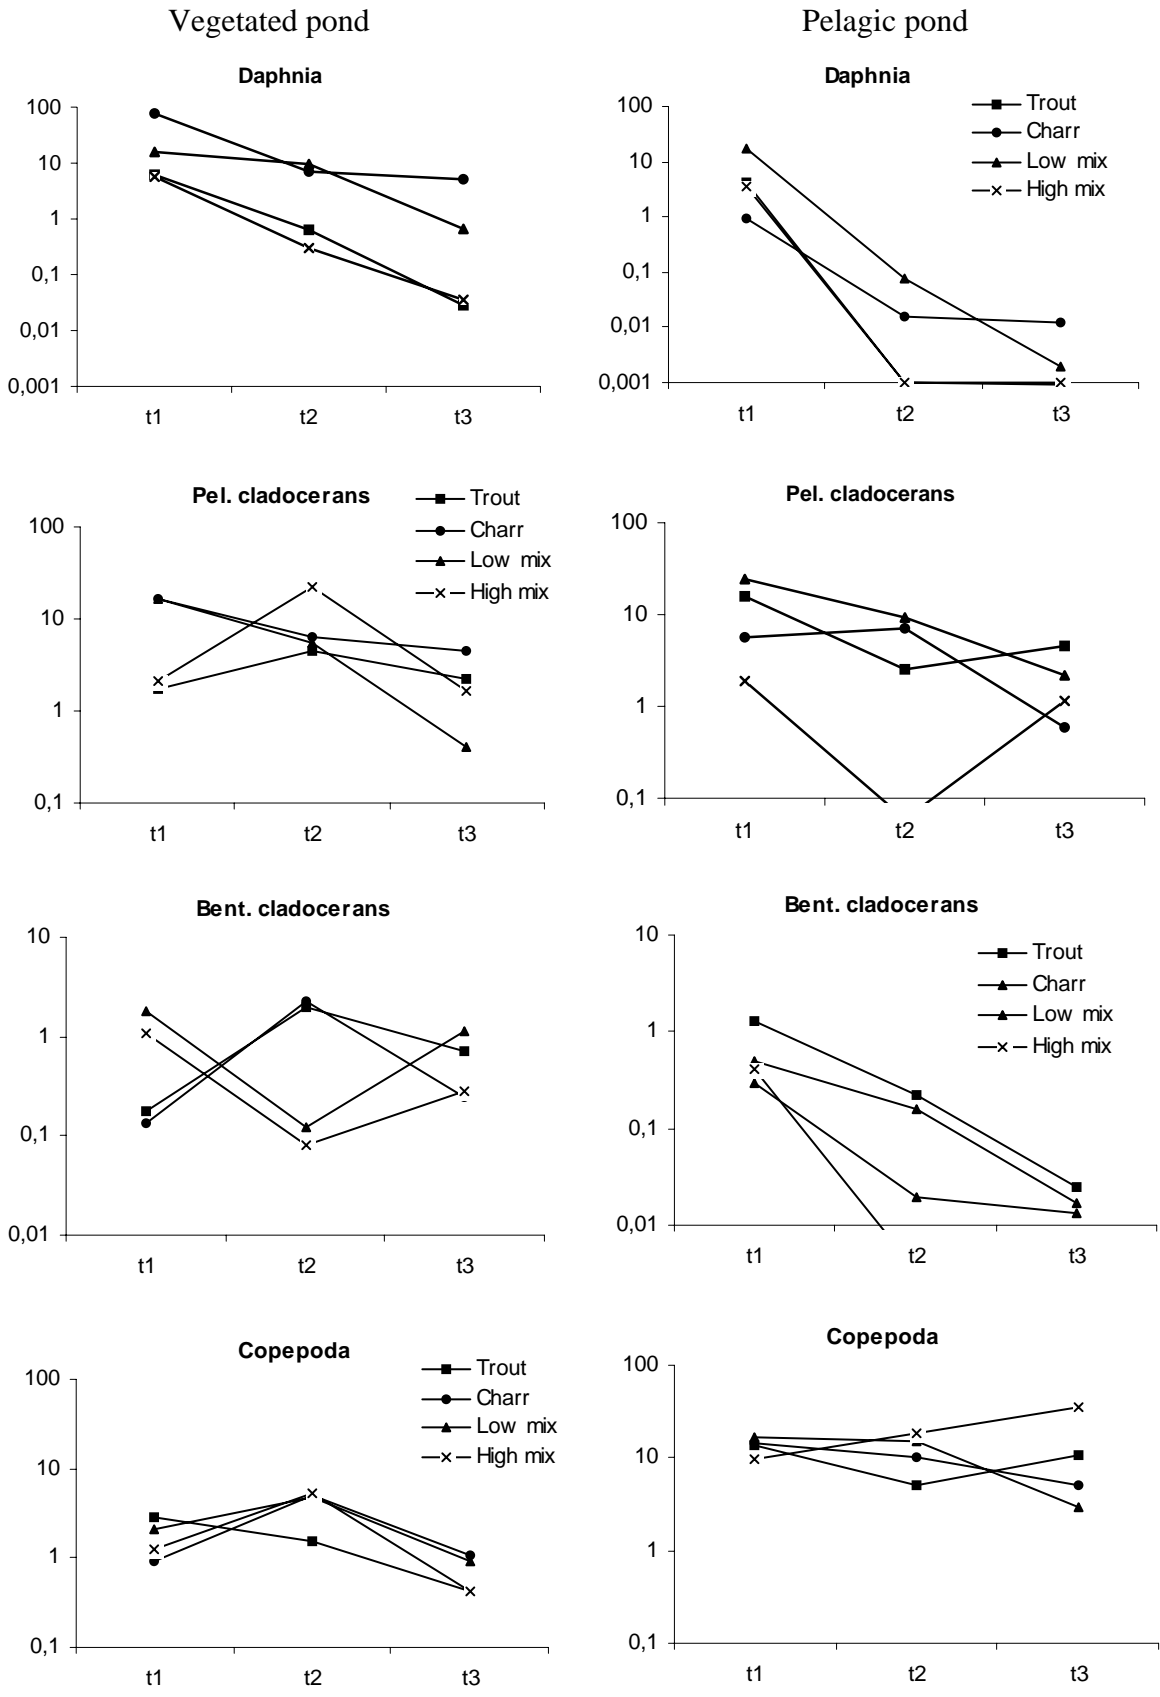 Vegetated pond
Pelagic pond
Daphnia
100
10
1
0,1
0,01
0,001
t1 t2 t3
Daphnia
Trout
Charr
Low mix
High mix
100
10
1
0,1
0,01
0,001
t1 t2 t3
Pel. cladocerans
Trout
Charr
Low mix
High mix
100
10
1
0,1
t1 t2 t3
Pel. cladocerans
100
10
1
0,1
t1 t2 t3
Bent. cladocerans
10
1
0,1
0,01
t1 t2 t3
Bent. cladocerans
Trout
Charr
Low mix
High mix
10
1
0,1
0,01
t1 t2 t3
Copepoda
Trout
Charr
Low mix
High mix
100
10
1
0,1
t1 t2 t3
Copepoda
100
10
1
0,1
t1 t2 t3